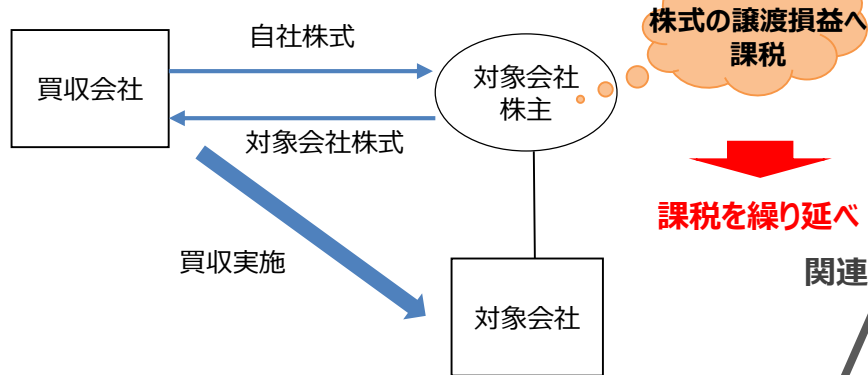 自社株式
買収会社
対象会社
株主
対象会社株式
株式の譲渡損益へ
課税
課税を繰り延べ
買収実施
関連
対象会社